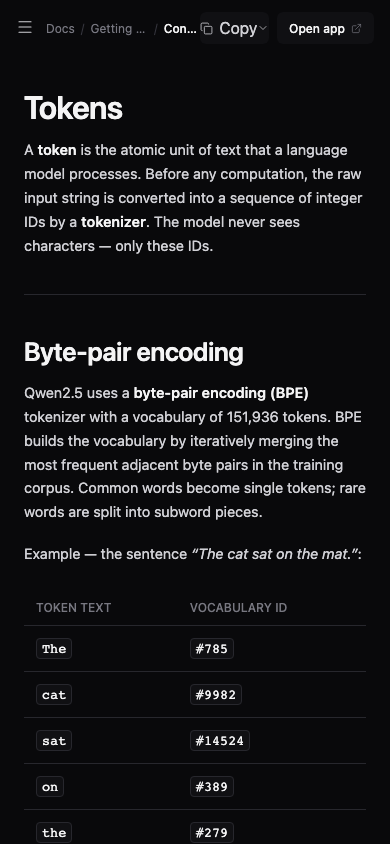 Docs / Getting ... / Con... Copy Open app
Tokens
A token is the atomic unit of text that a language
model processes. Before any computation, the raw
input string is converted into a sequence of integer
IDs by a tokenizer. The model never sees
characters — only these IDs.
Byte-pair encoding
Qwen2.5 uses a byte-pair encoding (BPE)
tokenizer with a vocabulary of 151,936 tokens. BPE
builds the vocabulary by iteratively merging the
most frequent adjacent byte pairs in the training
corpus. Common words become single tokens; rare
words are split into subword pieces.
Example — the sentence “The cat sat on the mat.”:
TOKEN TEXT VOCABULARY ID
The #785
cat #9982
sat #14524
on #389
the #279